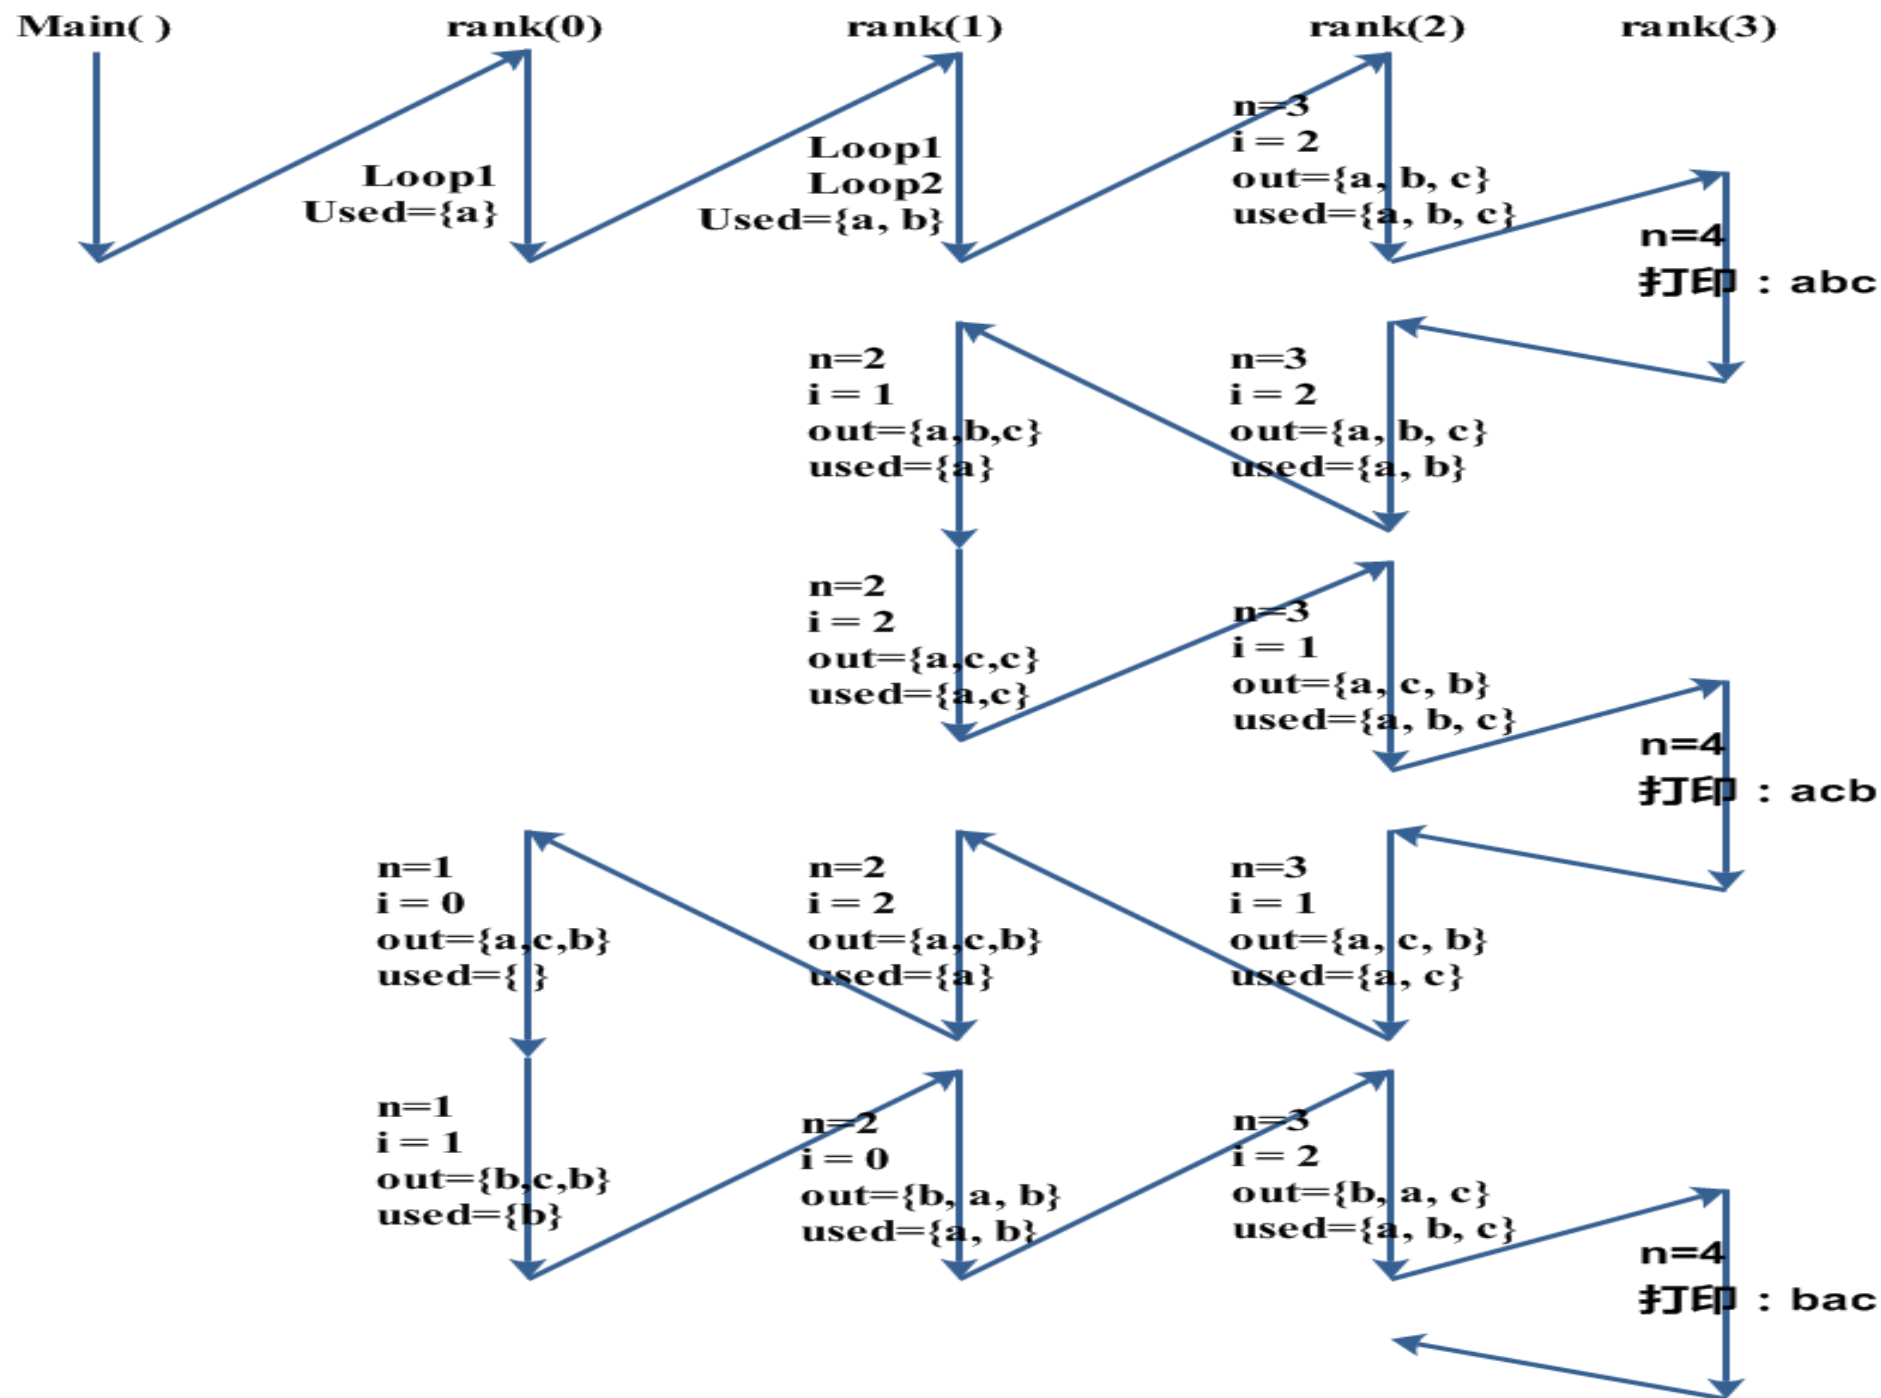 Main( )
rank(0)
rank(1)
rank(2)
rank(3)
Loop1
Used={a}
Loop1
Loop2
Used={a, b}
n=3
i = 2
out={a, b, c}
used={a, b, c}
n=4
打印：abc
n=2
i = 1
out={a,b,c}
used={a}
n=3
i = 2
out={a, b, c}
used={a, b}
n=2
i = 2
out={a,c,c}
used={a,c}
n=3
i = 1
out={a, c, b}
used={a, b, c}
n=4
打印：acb
n=1
i = 0
out={a,c,b}
used={ }
n=2
i = 2
out={a,c,b}
used={a}
n=3
i = 1
out={a, c, b}
used={a, c}
n=1
i = 1
out={b,c,b}
used={b}
n=2
i = 0
out={b, a, b}
used={a, b}
n=3
i = 2
out={b, a, c}
used={a, b, c}
n=4
打印：bac